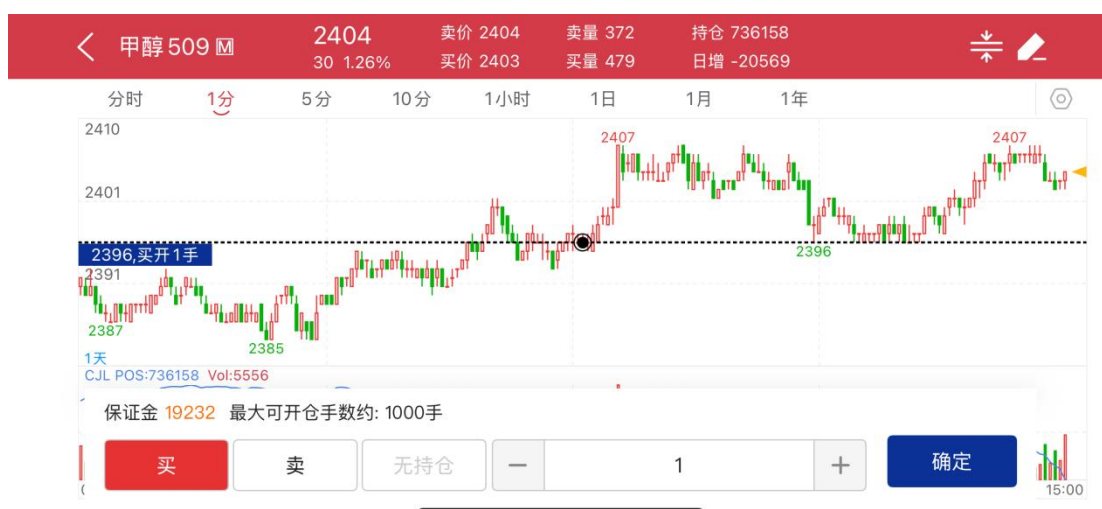 甲醇509 M
2404
30 1.26%
卖价 2404
买价 2403
卖量 372
买量 479
持仓 736158
日增 -20569
分时 1分 5分 10分 1小时 1日 1月 1年
2410
2407
2407
2401
2396,买开1手
2396
2391
2387
2385
1天
CJL POS:736158 Vol:5556
保证金 19232 最大可开仓手数约: 1000手
买 卖 无持仓 — 1 + 确定
15:00